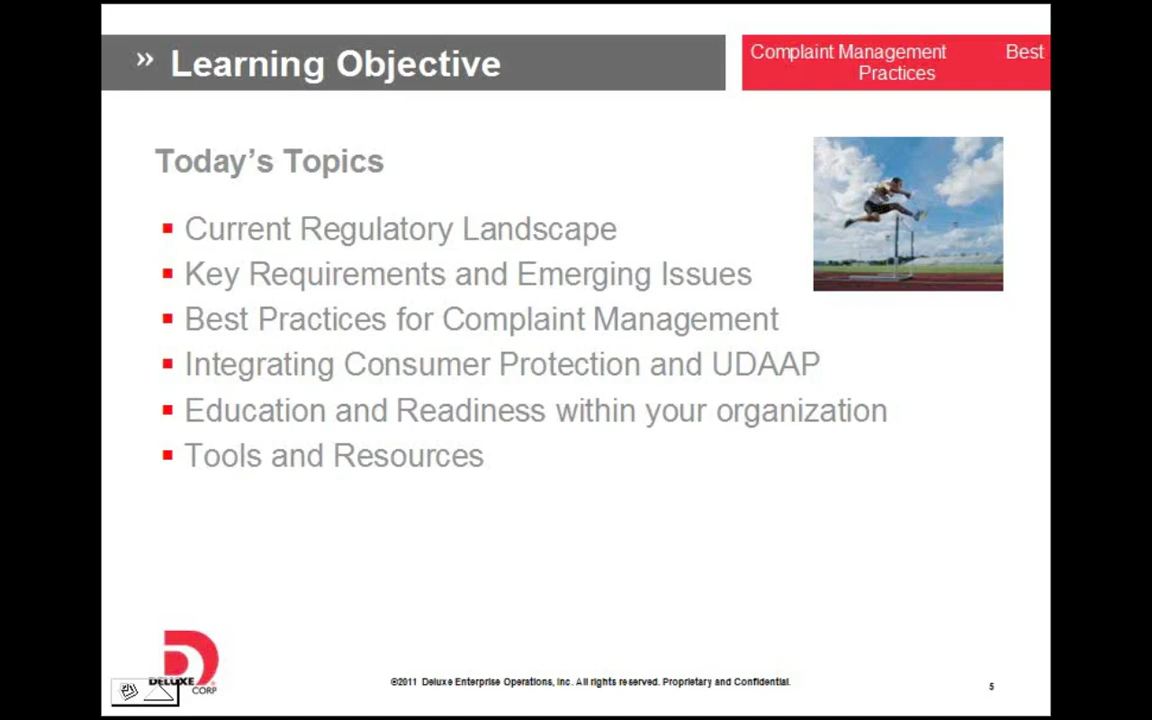 » Learning Objective
Complaint Management Best
Practices
Today's Topics
▪ Current Regulatory Landscape
▪ Key Requirements and Emerging Issues
▪ Best Practices for Complaint Management
▪ Integrating Consumer Protection and UDAAP
▪ Education and Readiness within your organization
▪ Tools and Resources
DELUXE
CORP
©2011 Deluxe Enterprise Operations, Inc. All rights reserved. Proprietary and Confidential.
5